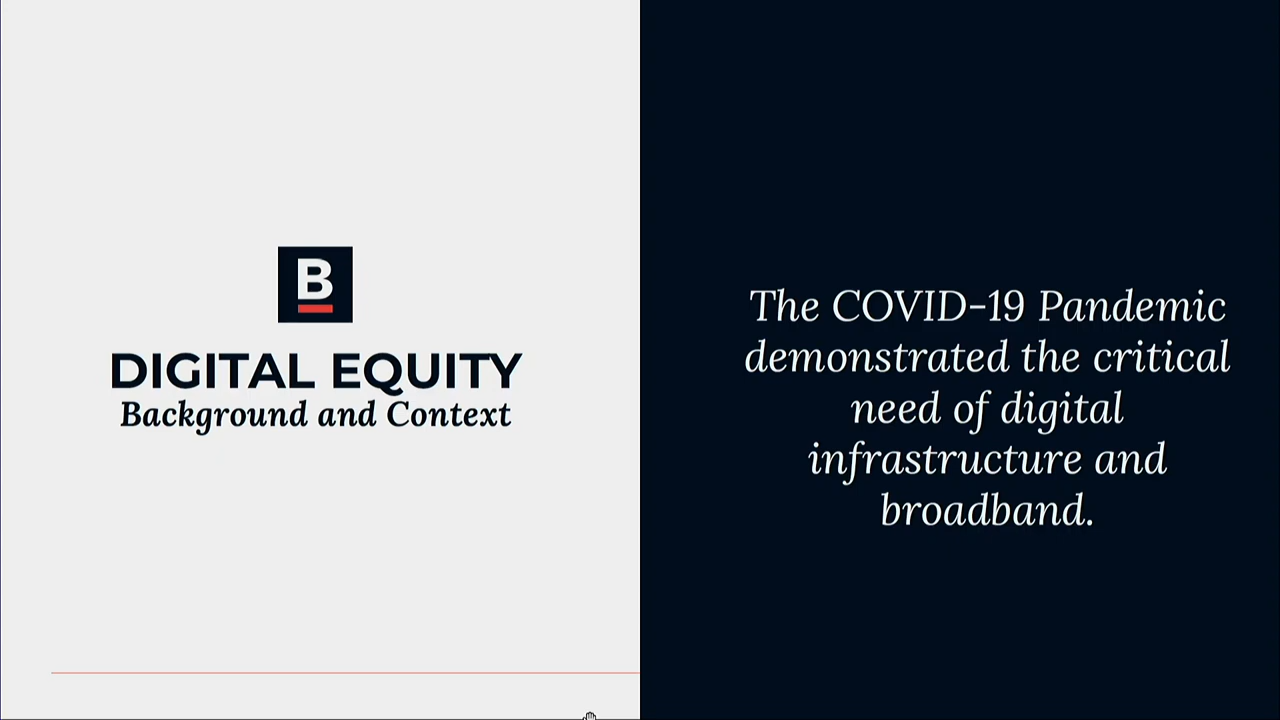 B
DIGITAL EQUITY
Background and Context
The COVID-19 Pandemic
demonstrated the critical
need of digital
infrastructure and
broadband.